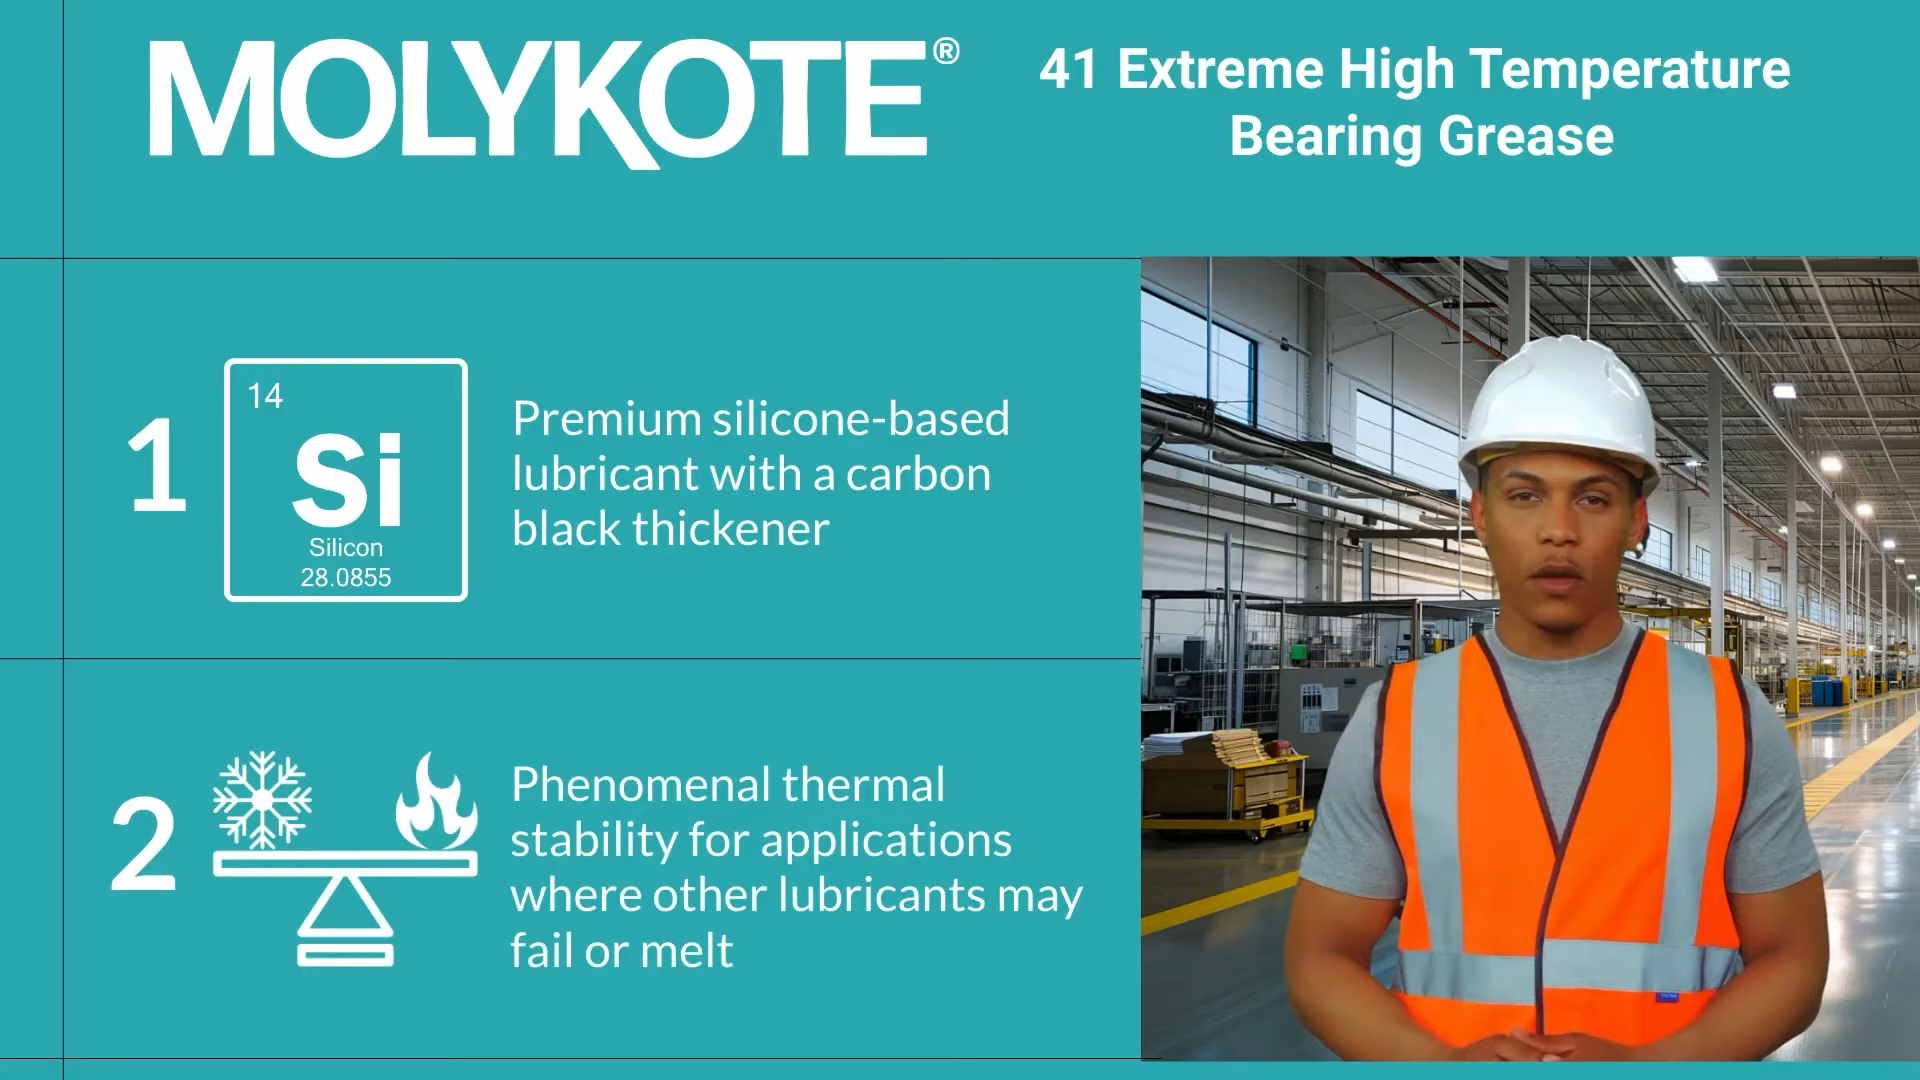 MOLYKOTE®
41 Extreme High Temperature
Bearing Grease
1
14
Si
Silicon
28.0855
Premium silicone-based
lubricant with a carbon
black thickener
2
Phenomenal thermal
stability for applications
where other lubricants may
fail or melt